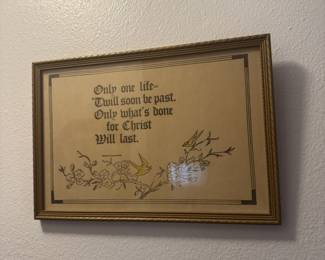 Only one life–
'Twill soon be past.
Only what's done
for Christ
Will last.